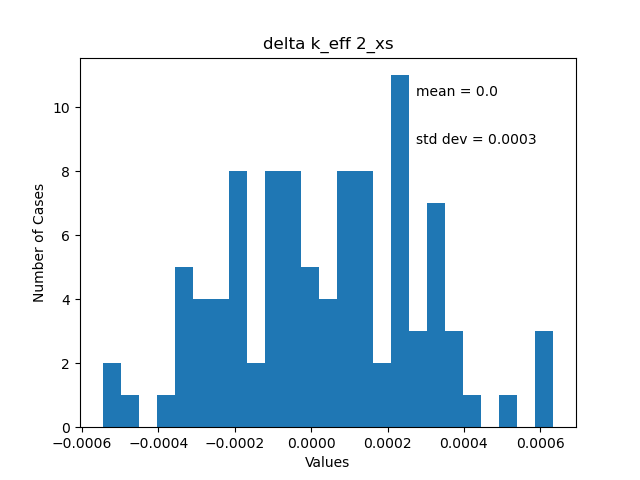 delta k_eff 2_xs
mean = 0.0
std dev = 0.0003
Number of Cases
10
8
6
4
2
0
−0.0006 −0.0004 −0.0002 0.0000 0.0002 0.0004 0.0006
Values